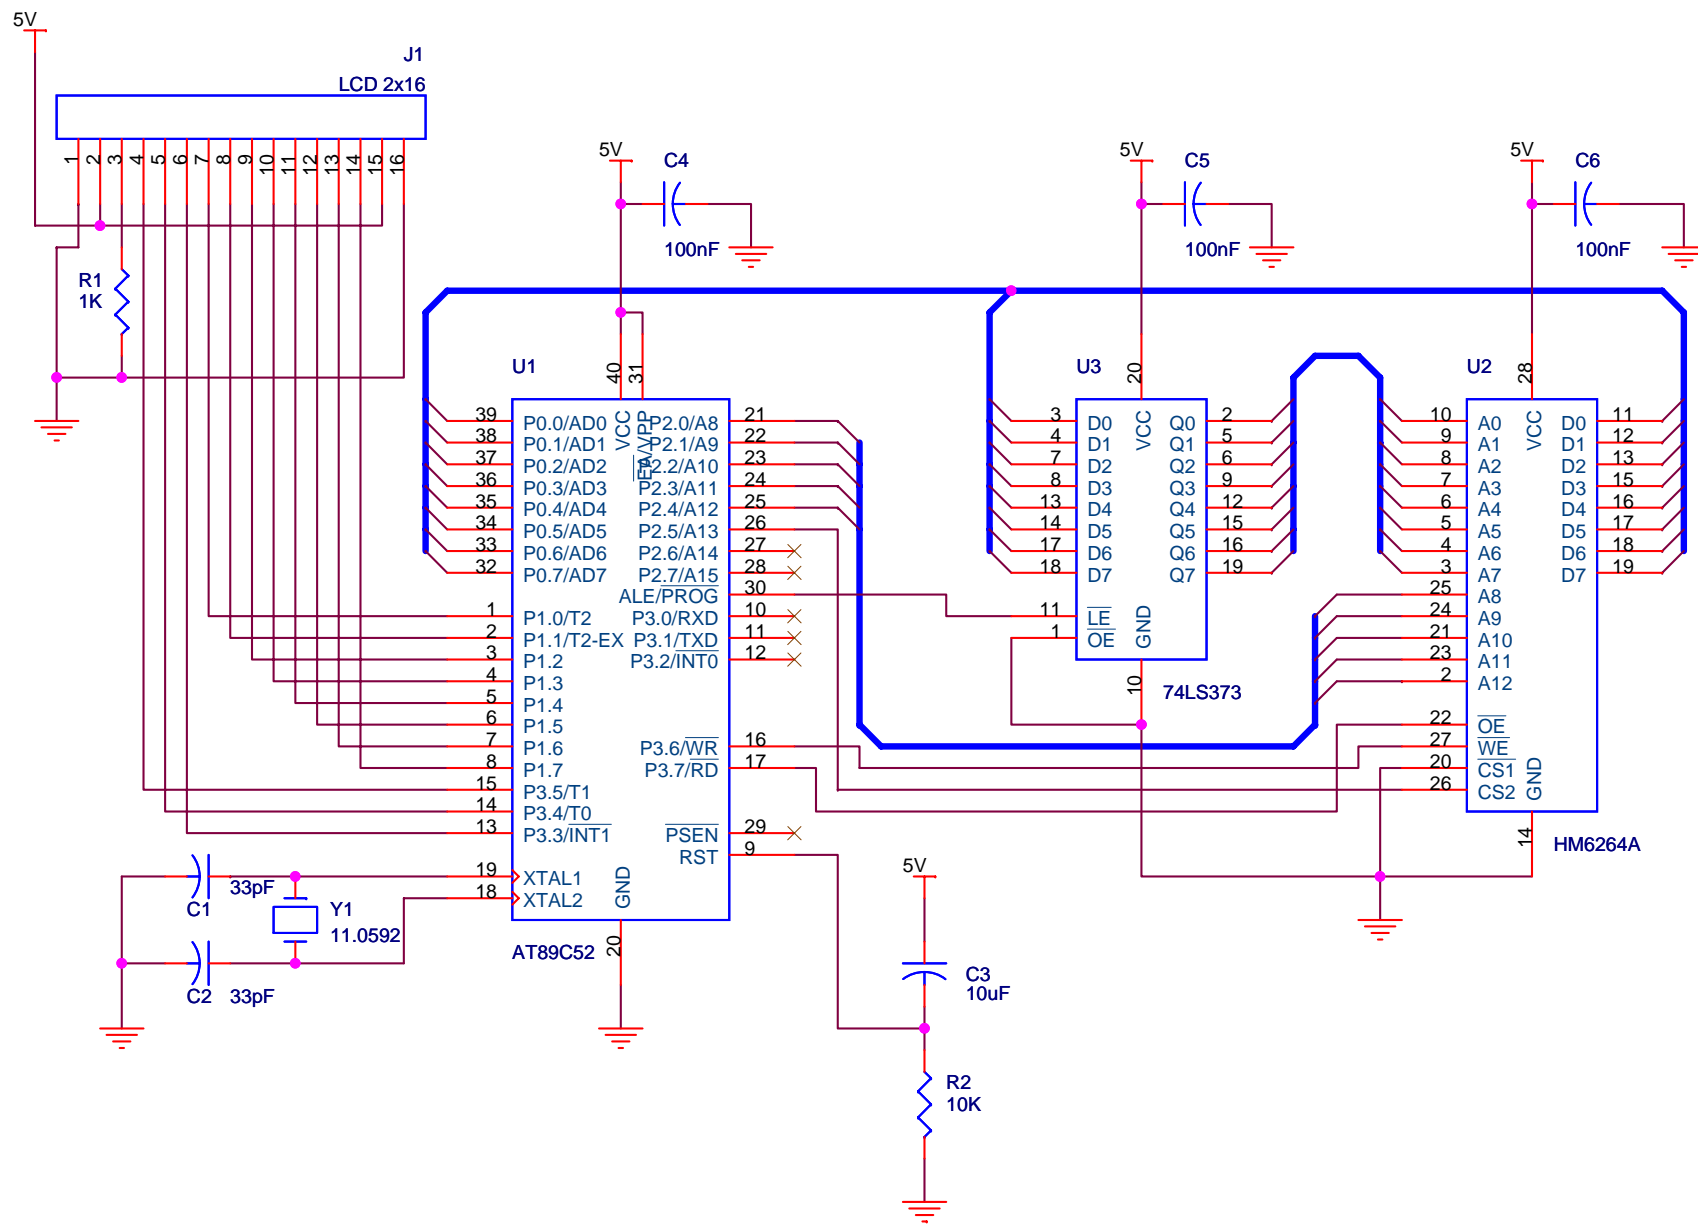 5V
J1
LCD 2x16
1 2 3 4 5 6 7 8 9 10 11 12 13 14 15 16
R1
1K
5V
C4
100nF
5V
C5
100nF
5V
C6
100nF
U1
40
31
39 P0.0/AD0
38 P0.1/AD1
37 P0.2/AD2
36 P0.3/AD3
35 P0.4/AD4
34 P0.5/AD5
33 P0.6/AD6
32 P0.7/AD7
1 P1.0/T2
2 P1.1/T2-EX
3 P1.2
4 P1.3
5 P1.4
6 P1.5
7 P1.6
8 P1.7
15 P3.5/T1
14 P3.4/T0
13 P3.3/INT1
19 XTAL1
18 XTAL2
VCC
EA/VPP
P2.0/A8 21
P2.1/A9 22
P2.2/A10 23
P2.3/A11 24
P2.4/A12 25
P2.5/A13 26
P2.6/A14 27
P2.7/A15 28
ALE/PROG 30
P3.0/RXD 10
P3.1/TXD 11
P3.2/INT0 12
P3.6/WR 16
P3.7/RD 17
PSEN 29
RST 9
GND
20
AT89C52
U3
20
VCC
3 D0 Q0 2
4 D1 Q1 5
7 D2 Q2 6
8 D3 Q3 9
13 D4 Q4 12
14 D5 Q5 15
17 D6 Q6 16
18 D7 Q7 19
11 LE
1 OE
GND
10
74LS373
U2
28
VCC
10 A0 D0 11
9 A1 D1 12
8 A2 D2 13
7 A3 D3 15
6 A4 D4 16
5 A5 D5 17
4 A6 D6 18
3 A7 D7 19
25 A8
24 A9
21 A10
23 A11
2 A12
22 OE
27 WE
20 CS1
26 CS2
GND
14
HM6264A
C1
33pF
Y1
11.0592
C2 33pF
5V
C3
10uF
R2
10K